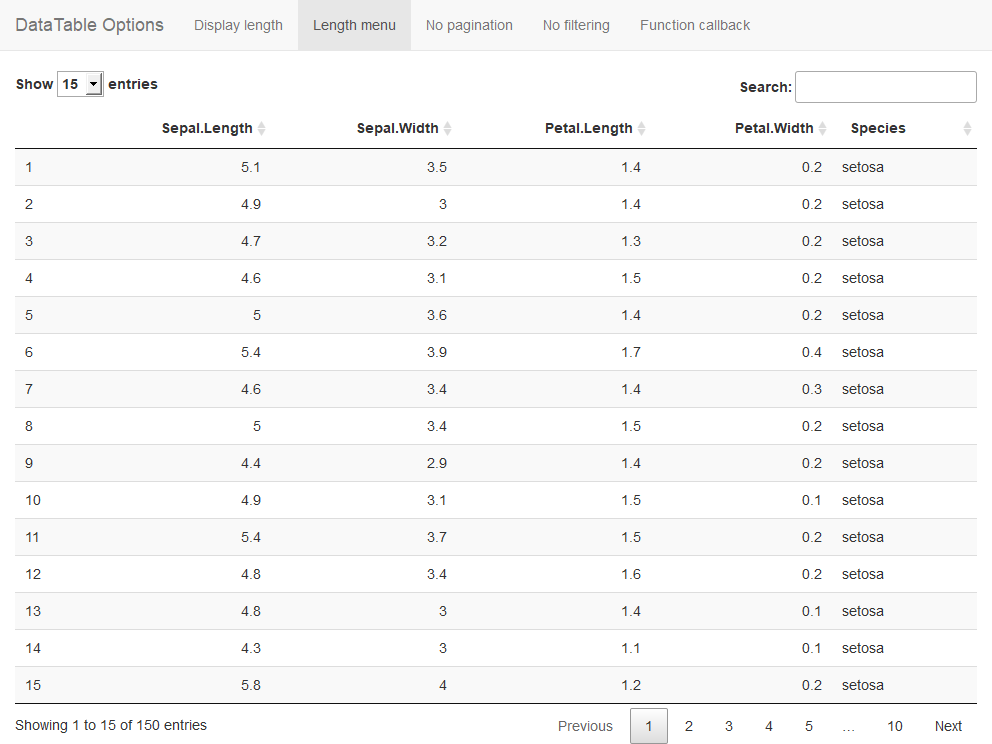 DataTable Options Display length Length menu No pagination No filtering Function callback
Show 15 entries Search:
Sepal.Length Sepal.Width Petal.Length Petal.Width Species
1 5.1 3.5 1.4 0.2 setosa
2 4.9 3 1.4 0.2 setosa
3 4.7 3.2 1.3 0.2 setosa
4 4.6 3.1 1.5 0.2 setosa
5 5 3.6 1.4 0.2 setosa
6 5.4 3.9 1.7 0.4 setosa
7 4.6 3.4 1.4 0.3 setosa
8 5 3.4 1.5 0.2 setosa
9 4.4 2.9 1.4 0.2 setosa
10 4.9 3.1 1.5 0.1 setosa
11 5.4 3.7 1.5 0.2 setosa
12 4.8 3.4 1.6 0.2 setosa
13 4.8 3 1.4 0.1 setosa
14 4.3 3 1.1 0.1 setosa
15 5.8 4 1.2 0.2 setosa
Showing 1 to 15 of 150 entries Previous 1 2 3 4 5 … 10 Next